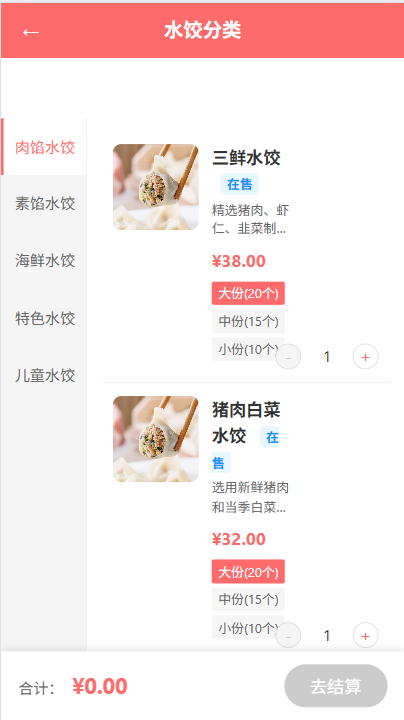 ← 水饺分类
肉馅水饺
素馅水饺
海鲜水饺
特色水饺
儿童水饺
三鲜水饺
在售
精选猪肉、虾
仁、韭菜制...
¥38.00
大份(20个)
中份(15个)
小份(10个)
- 1 +
猪肉白菜
水饺 在
售
选用新鲜猪肉
和当季白菜...
¥32.00
大份(20个)
中份(15个)
小份(10个)
- 1 +
合计： ¥0.00 去结算